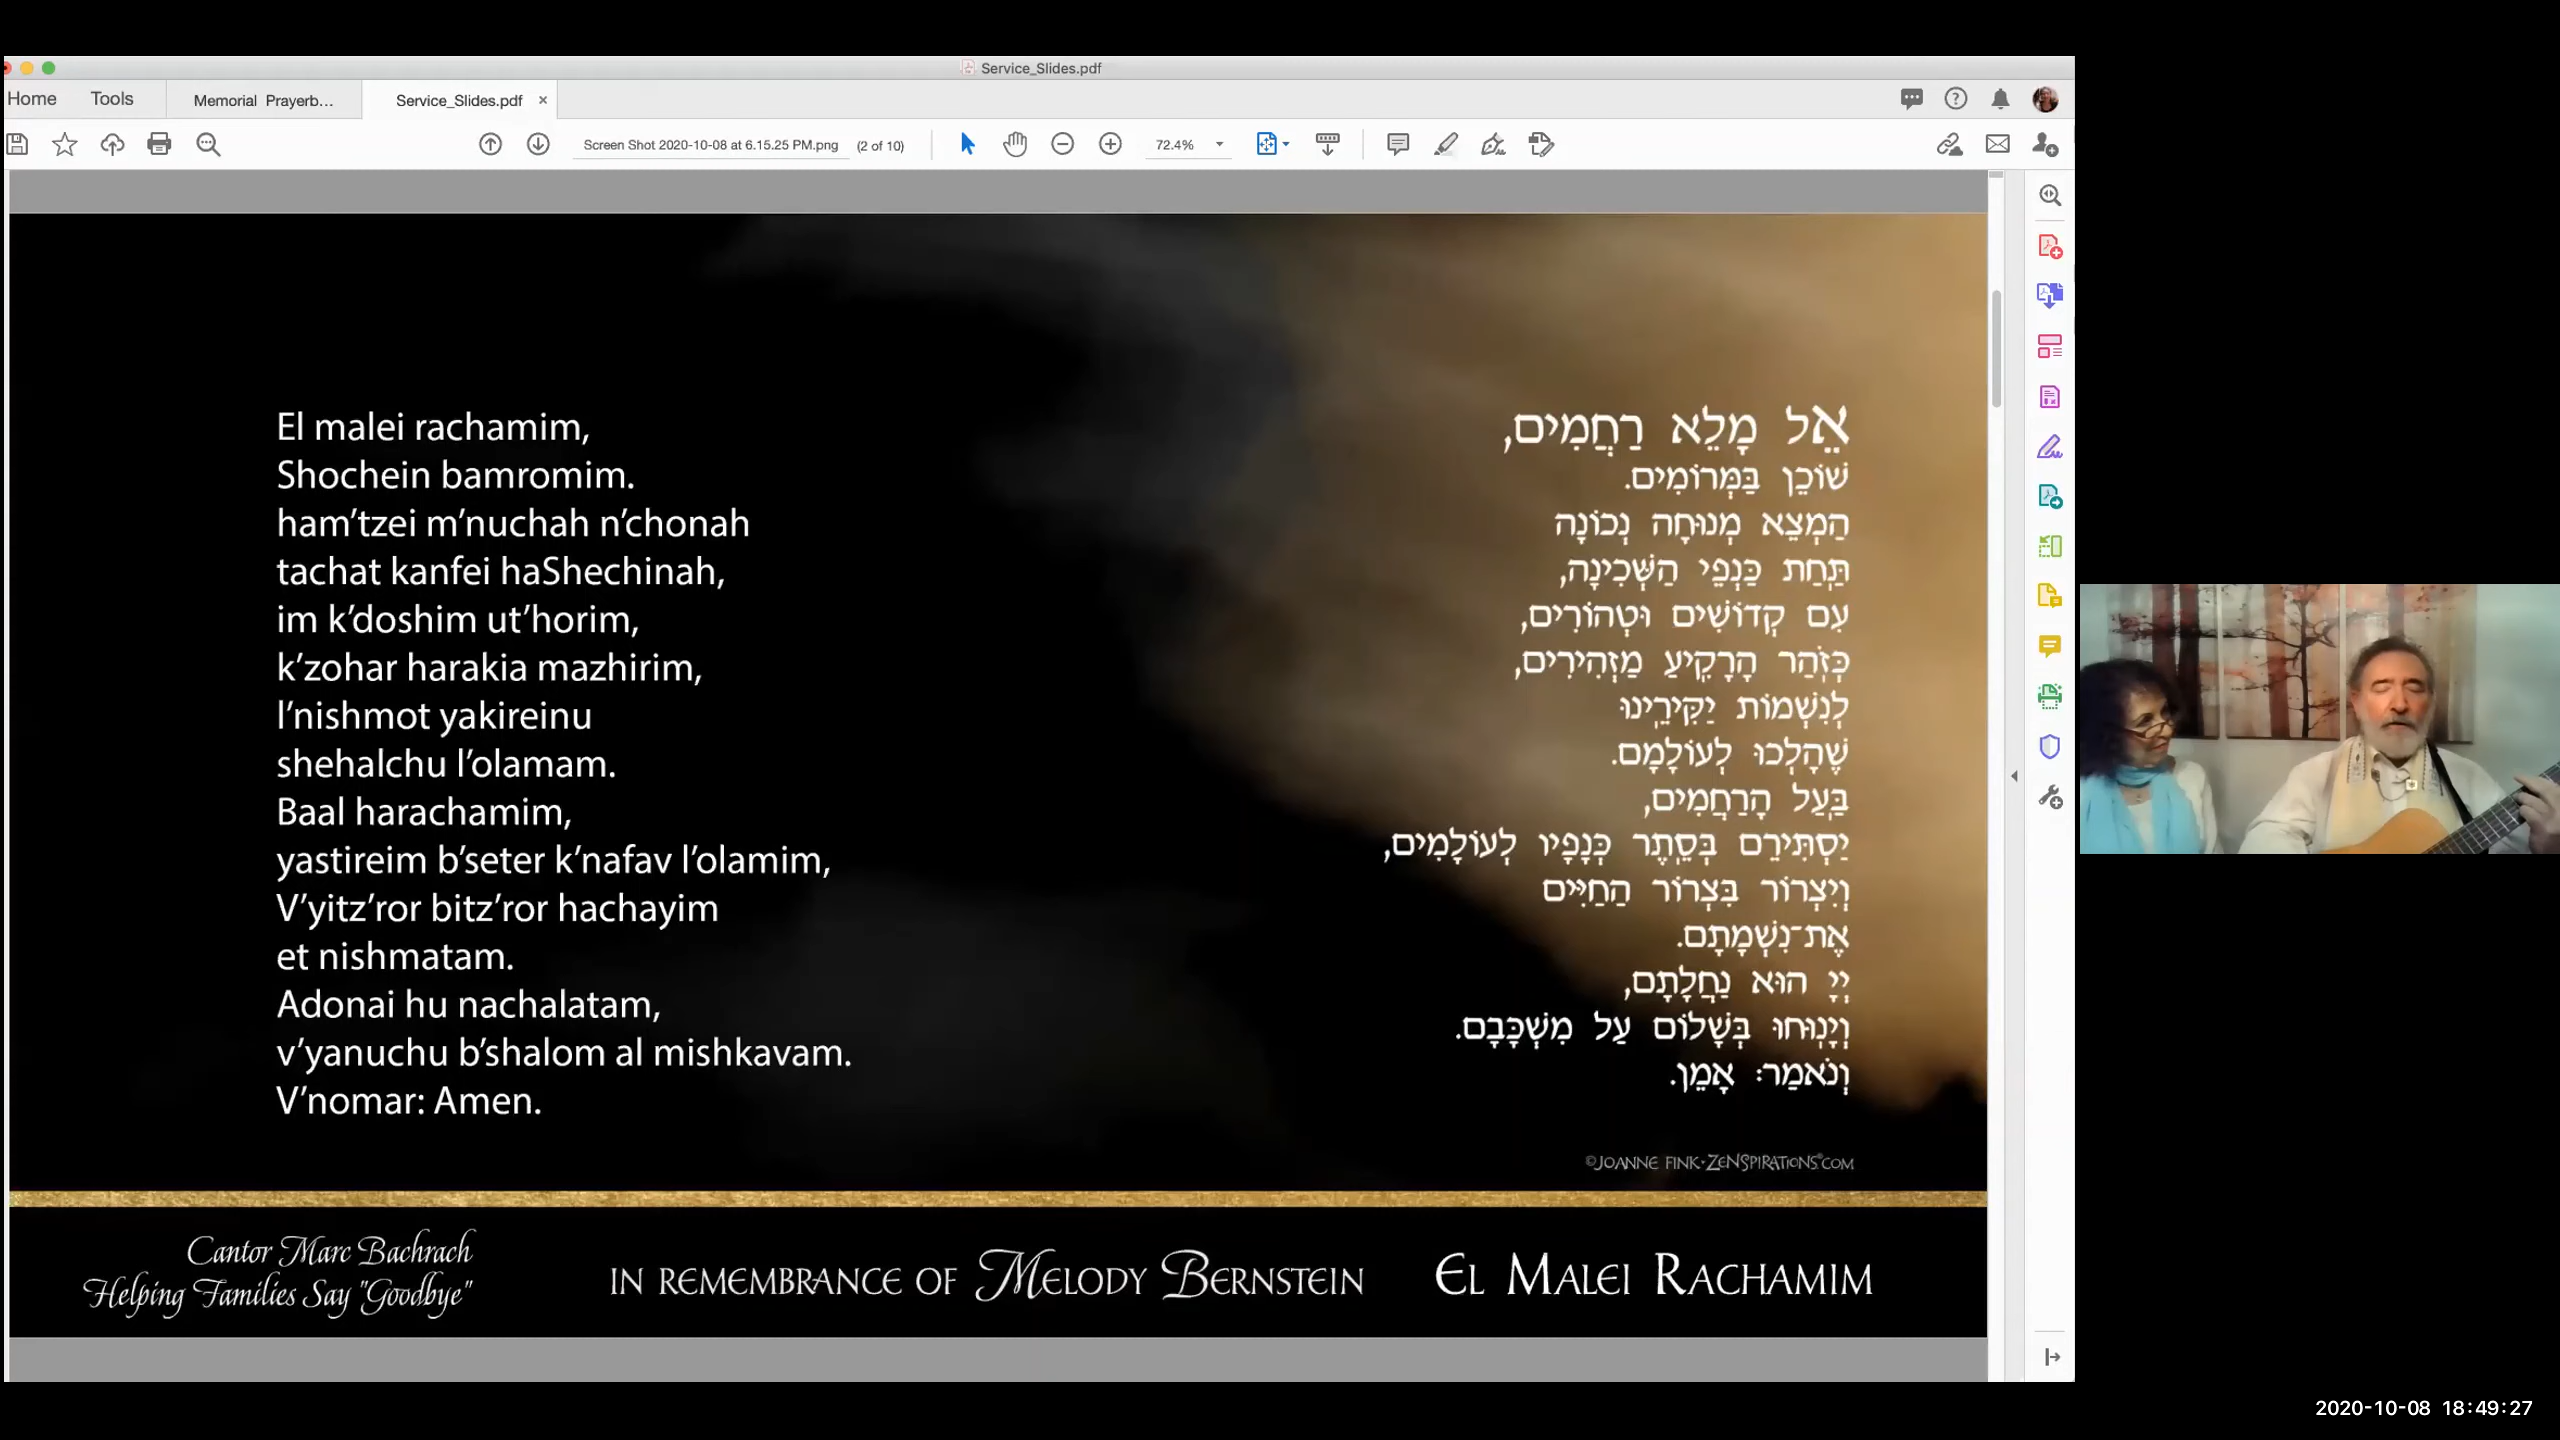 Service_Slides.pdf
Home
Tools
Memorial Prayerb...
Service_Slides.pdf
Screen Shot 2020-10-08 at 6.15.25 PM.png
(2 of 10)
72.4%
El malei rachamim,
Shochein bamromim.
ham’tzei m’nuchah n’chonah
tachat kanfei haShechinah,
im k’doshim ut’horim,
k’zohar harakia mazhirim,
l’nishmot yakireinu
shehalchu l’olamam.
Baal harachamim,
yastireim b’seter k’nafav l’olamim,
V’yitz’ror bitz’ror hachayim
et nishmatam.
Adonai hu nachalatam,
v’yanuchu b’shalom al mishkavam.
V’nomar: Amen.
אֵל מָלֵא רַחֲמִים,
שׁוֹכֵן בַּמְּרוֹמִים.
הַמְצֵא מְנוּחָה נְכוֹנָה
תַּחַת כַּנְפֵי הַשְּׁכִינָה,
עִם קְדוֹשִׁים וּטְהוֹרִים,
כְּזֹֽהַר הָרָקִֽיעַ מַזְהִירִים,
לְנִשְׁמוֹת יַקִּירֵֽינוּ
שֶׁהָלְכוּ לְעוֹלָמָם.
בַּֽעַל הָרַחֲמִים,
יַסְתִּירֵם בְּסֵֽתֶר כְּנָפָיו לְעוֹלָמִים,
וְיִצְרוֹר בִּצְרוֹר הַחַיִּים
אֶת־נִשְׁמָתָם.
יְיָ הוּא נַחֲלָתָם,
וְיָנֽוּחוּ בְּשָׁלוֹם עַל מִשְׁכָּבָם.
וְנֹאמַר: אָמֵן.
©JOANNE FINK•ZENSPIRATIONS®COM
Cantor Marc Bachrach
Helping Families Say "Goodbye"
IN REMEMBRANCE OF MELODY BERNSTEIN
EL MALEI RACHAMIM
2020-10-08 18:49:27